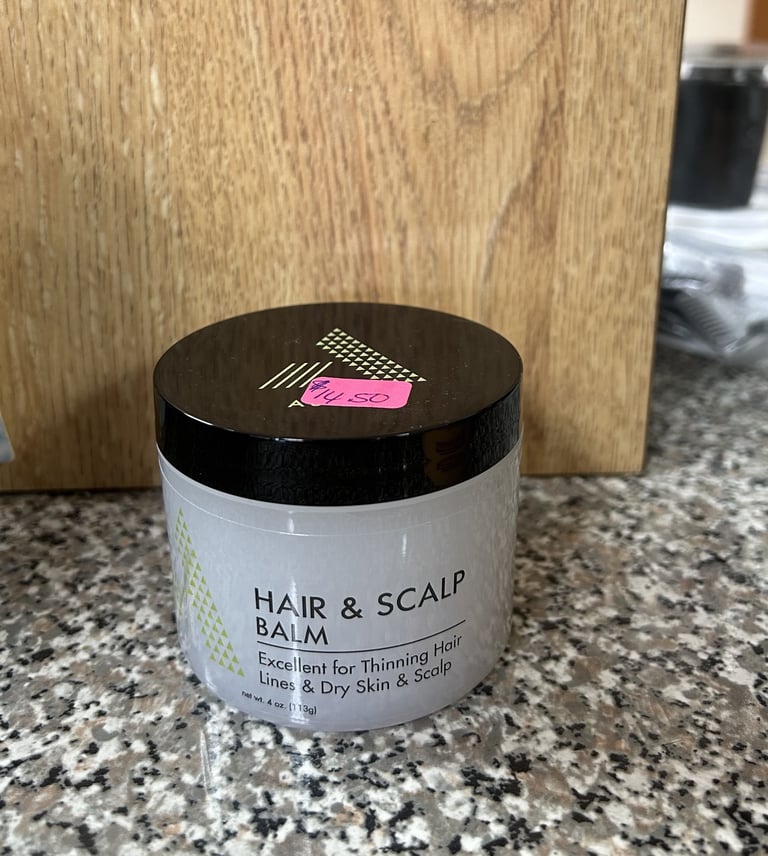 $14.50
HAIR & SCALP
BALM
Excellent for Thinning Hair
Lines & Dry Skin & Scalp
net wt. 4 oz. (113g)